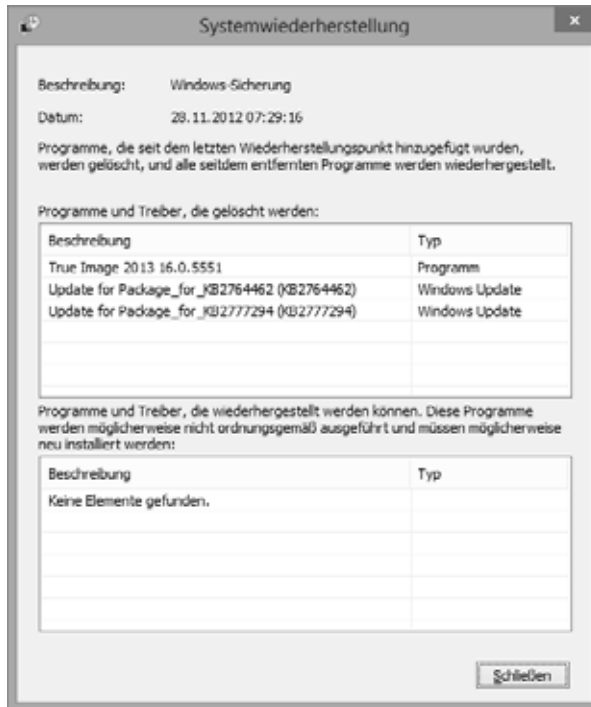 Systemwiederherstellung
Beschreibung: Windows-Sicherung
Datum: 28.11.2012 07:29:16
Programme, die seit dem letzten Wiederherstellungspunkt hinzugefügt wurden,
werden gelöscht, und alle seitdem entfernten Programme werden wiederhergestellt.
Programme und Treiber, die gelöscht werden:
Beschreibung Typ
True Image 2013 16.0.5551 Programm
Update for Package_for_KB2764462 (KB2764462) Windows Update
Update for Package_for_KB2777294 (KB2777294) Windows Update
Programme und Treiber, die wiederhergestellt werden können. Diese Programme
werden möglicherweise nicht ordnungsgemäß ausgeführt und müssen möglicherweise
neu installiert werden:
Beschreibung Typ
Keine Elemente gefunden.
Schließen